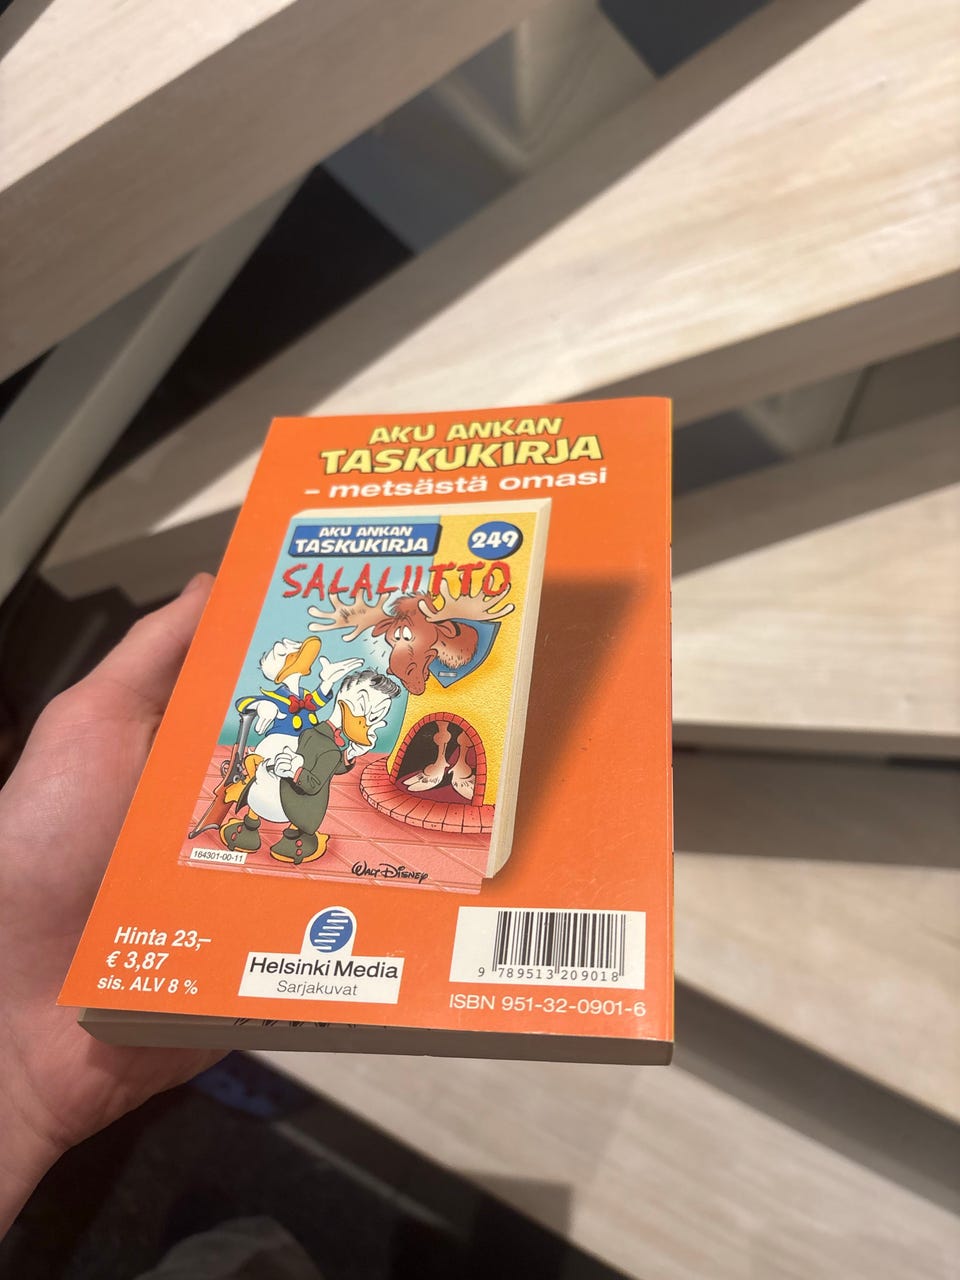 AKU ANKAN
TASKUKIRJA
– metsästä omasi
AKU ANKAN
TASKUKIRJA
249
SALALIITTO
164301-00-11
WALT DISNEY
Hinta 23,–
€ 3,87
sis. ALV 8 %
Helsinki Media
Sarjakuvat
9 789513 209018
ISBN 951-32-0901-6